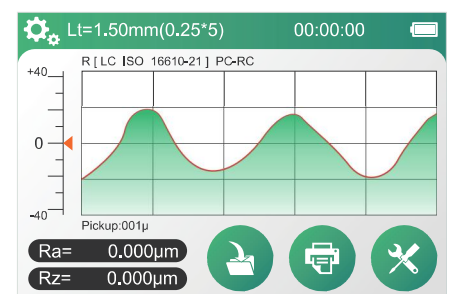 Lt=1.50mm(0.25*5) 00:00:00
R [ LC ISO 16610-21 ] PC-RC
+40
0
-40
Pickup:001μ
Ra= 0.000μm
Rz= 0.000μm